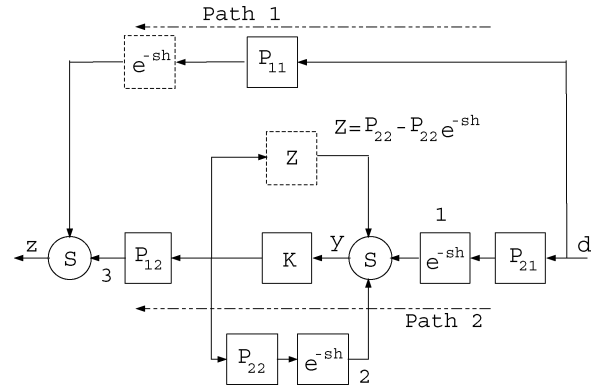 Path 1
e^-sh
P11
Z=P22-P22e^-sh
Z
1
z
S
3
P12
K
y
S
e^-sh
P21
d
Path 2
P22
e^-sh
2